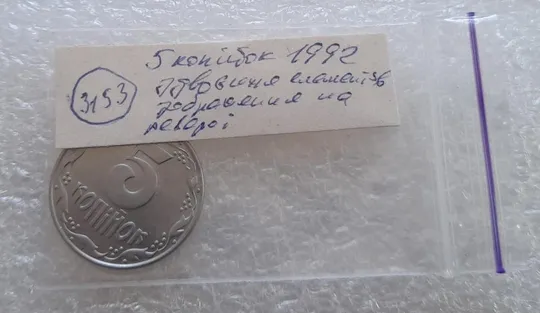 3153
5 копійок 1992
подвоєння елементів
зображення на
реверсі
5
КОПІЙОК